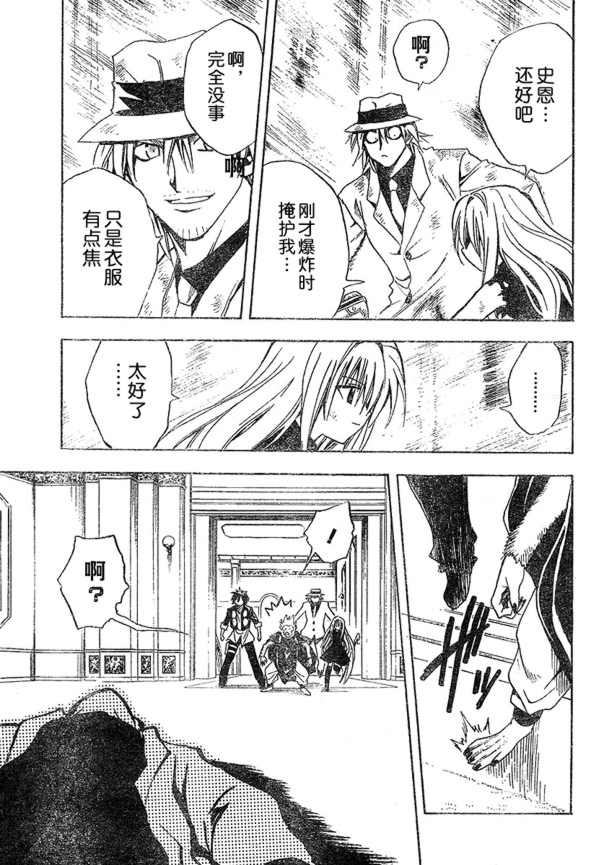 史恩…
还好吧
啊?
刚才爆炸时
掩护我…
啊,
完全没事
啊
只是衣服
有点焦
………
太好了
……
!
啊?